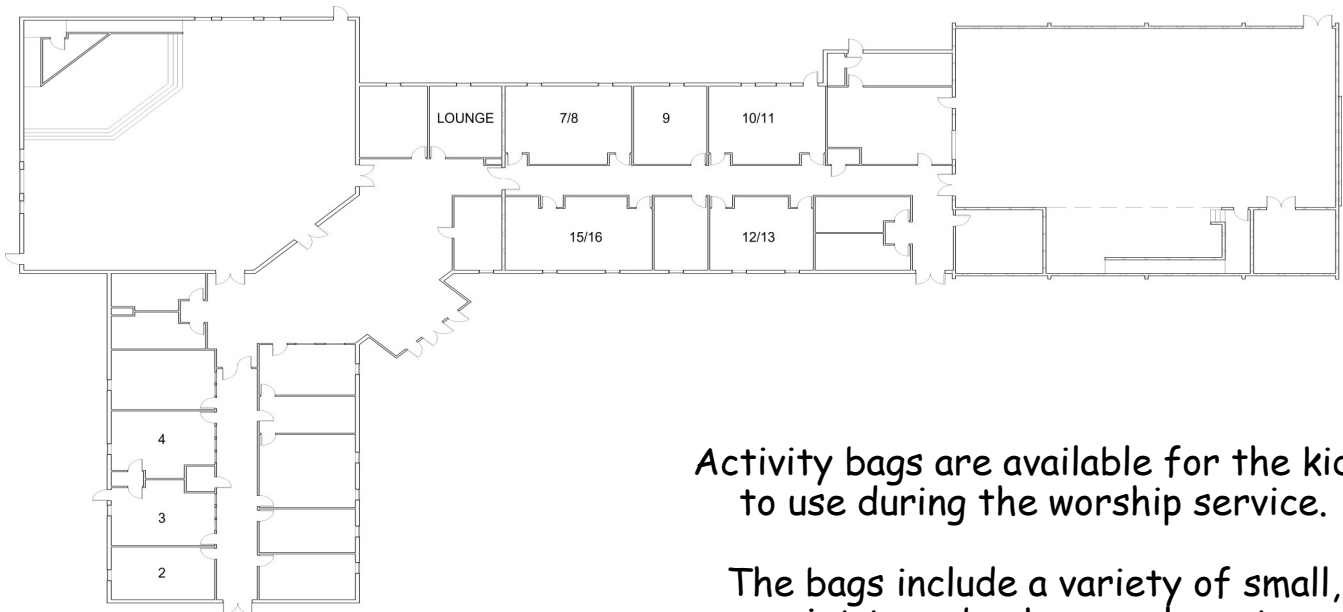 LOUNGE
7/8
9
10/11
15/16
12/13
4
3
2
Activity bags are available for the
to use during the worship service.
The bags include a variety of small,